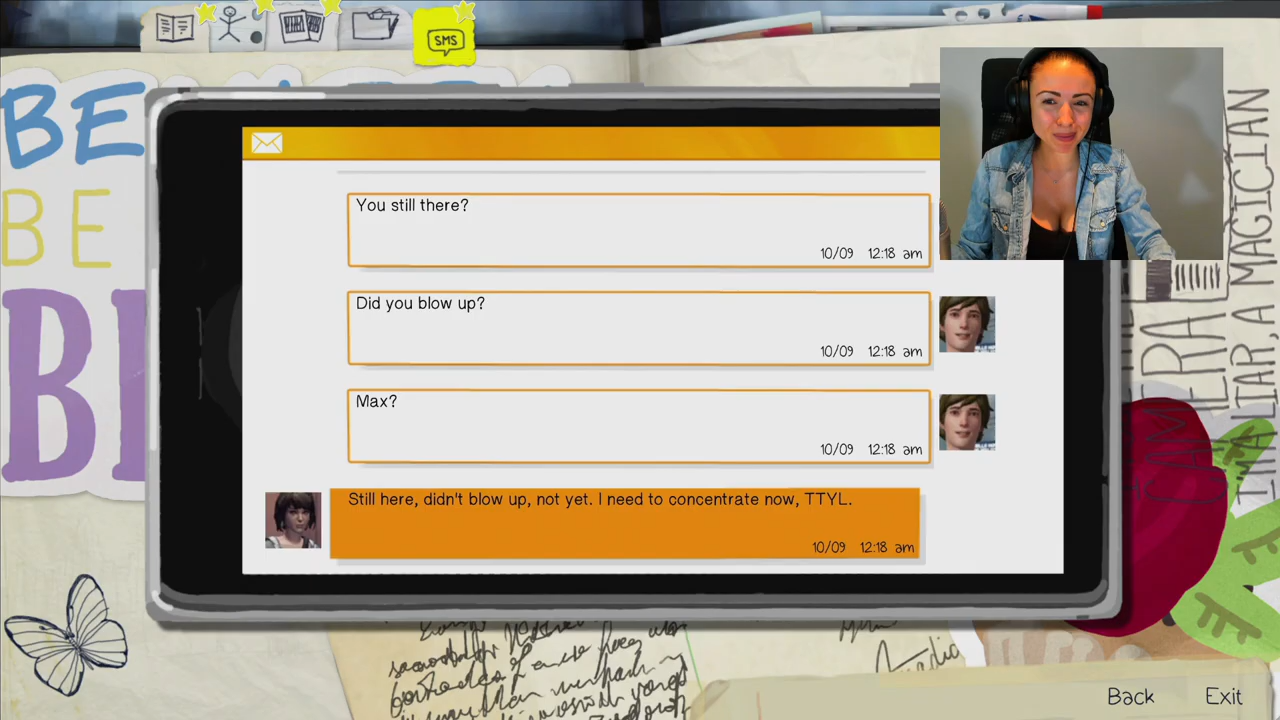 SMS
BE
You still there?
10/09 12:18 am
BE
Did you blow up?
10/09 12:18 am
Max?
10/09 12:18 am
Still here, didn't blow up, not yet. I need to concentrate now, TTYL.
10/09 12:18 am
CAMERA
LIAR, A MAGICIAN
Back
Exit